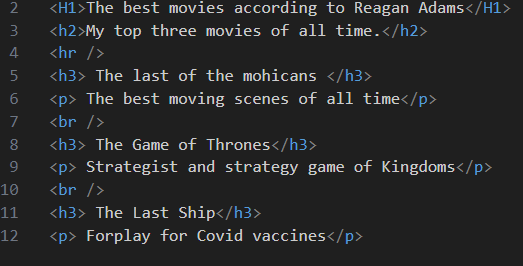 2 <H1>The best movies according to Reagan Adams</H1>
3 <h2>My top three movies of all time.</h2>
4 <hr />
5 <h3> The last of the mohicans </h3>
6 <p> The best moving scenes of all time</p>
7 <br />
8 <h3> The Game of Thrones</h3>
9 <p> Strategist and strategy game of Kingdoms</p>
10 <br />
11 <h3> The Last Ship</h3>
12 <p> Forplay for Covid vaccines</p>